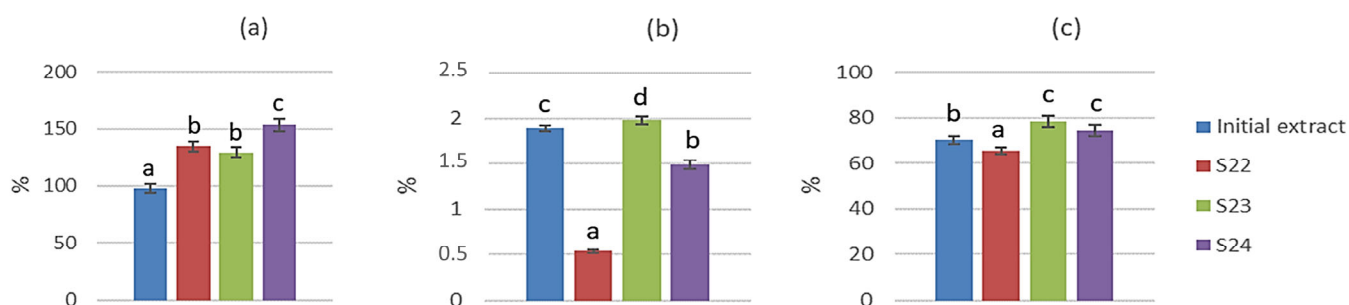 (a) (b) (c)
200 2.5 100
150 2 80
100 1.5 60
50 1 40
0 0.5 20
0 0
% % %
a b b c
c a d b
b a c c
Initial extract
S22
S23
S24